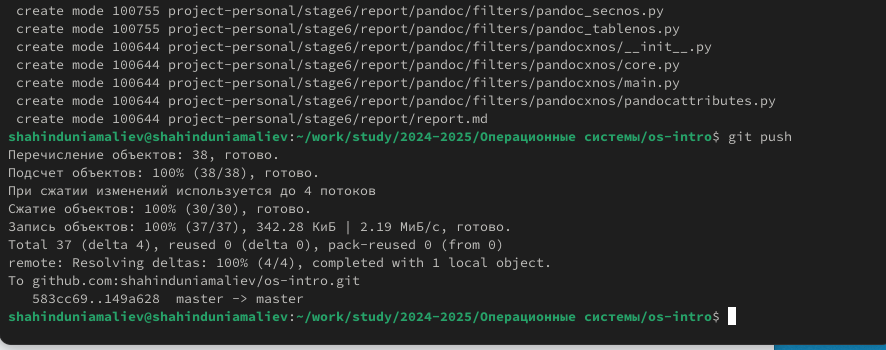 create mode 100755 project-personal/stage6/report/pandoc/filters/pandoc_secnos.py
create mode 100755 project-personal/stage6/report/pandoc/filters/pandoc_tablenos.py
create mode 100644 project-personal/stage6/report/pandoc/filters/pandocxnos/__init__.py
create mode 100644 project-personal/stage6/report/pandoc/filters/pandocxnos/core.py
create mode 100644 project-personal/stage6/report/pandoc/filters/pandocxnos/main.py
create mode 100644 project-personal/stage6/report/pandoc/filters/pandocxnos/pandocattributes.py
create mode 100644 project-personal/stage6/report/report.md
shahinduniamaliev@shahinduniamaliev:~/work/study/2024-2025/Операционные системы/os-intro$ git push
Перечисление объектов: 38, готово.
Подсчет объектов: 100% (38/38), готово.
При сжатии изменений используется до 4 потоков
Сжатие объектов: 100% (30/30), готово.
Запись объектов: 100% (37/37), 342.28 КиБ | 2.19 МиБ/с, готово.
Total 37 (delta 4), reused 0 (delta 0), pack-reused 0 (from 0)
remote: Resolving deltas: 100% (4/4), completed with 1 local object.
To github.com:shahinduniamaliev/os-intro.git
583cc69..149a628  master -> master
shahinduniamaliev@shahinduniamaliev:~/work/study/2024-2025/Операционные системы/os-intro$